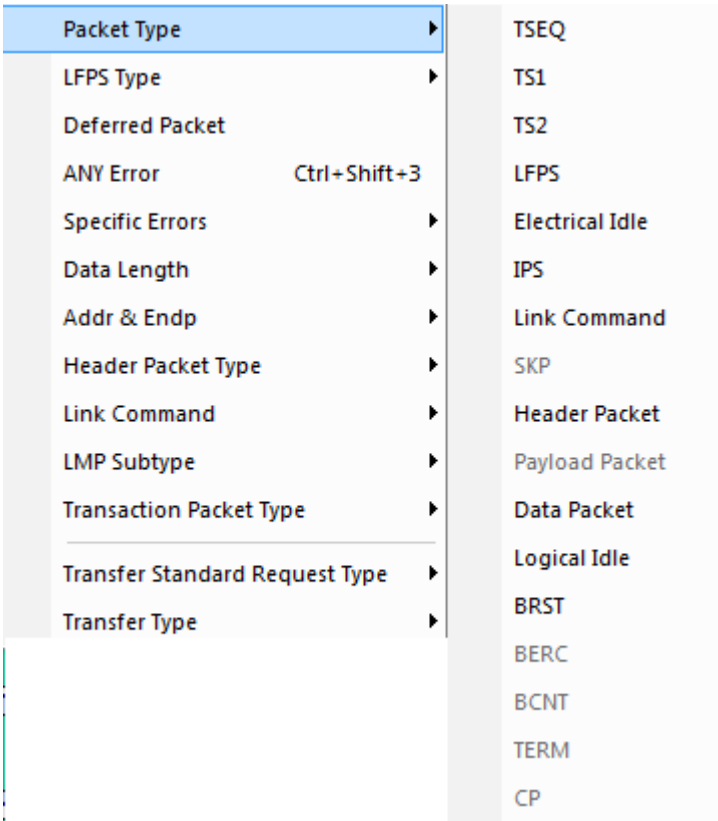 Packet Type
LFPS Type
Deferred Packet
ANY Error Ctrl+Shift+3
Specific Errors
Data Length
Addr & Endp
Header Packet Type
Link Command
LMP Subtype
Transaction Packet Type
Transfer Standard Request Type
Transfer Type
TSEQ
TS1
TS2
LFPS
Electrical Idle
IPS
Link Command
SKP
Header Packet
Payload Packet
Data Packet
Logical Idle
BRST
BERC
BCNT
TERM
CP